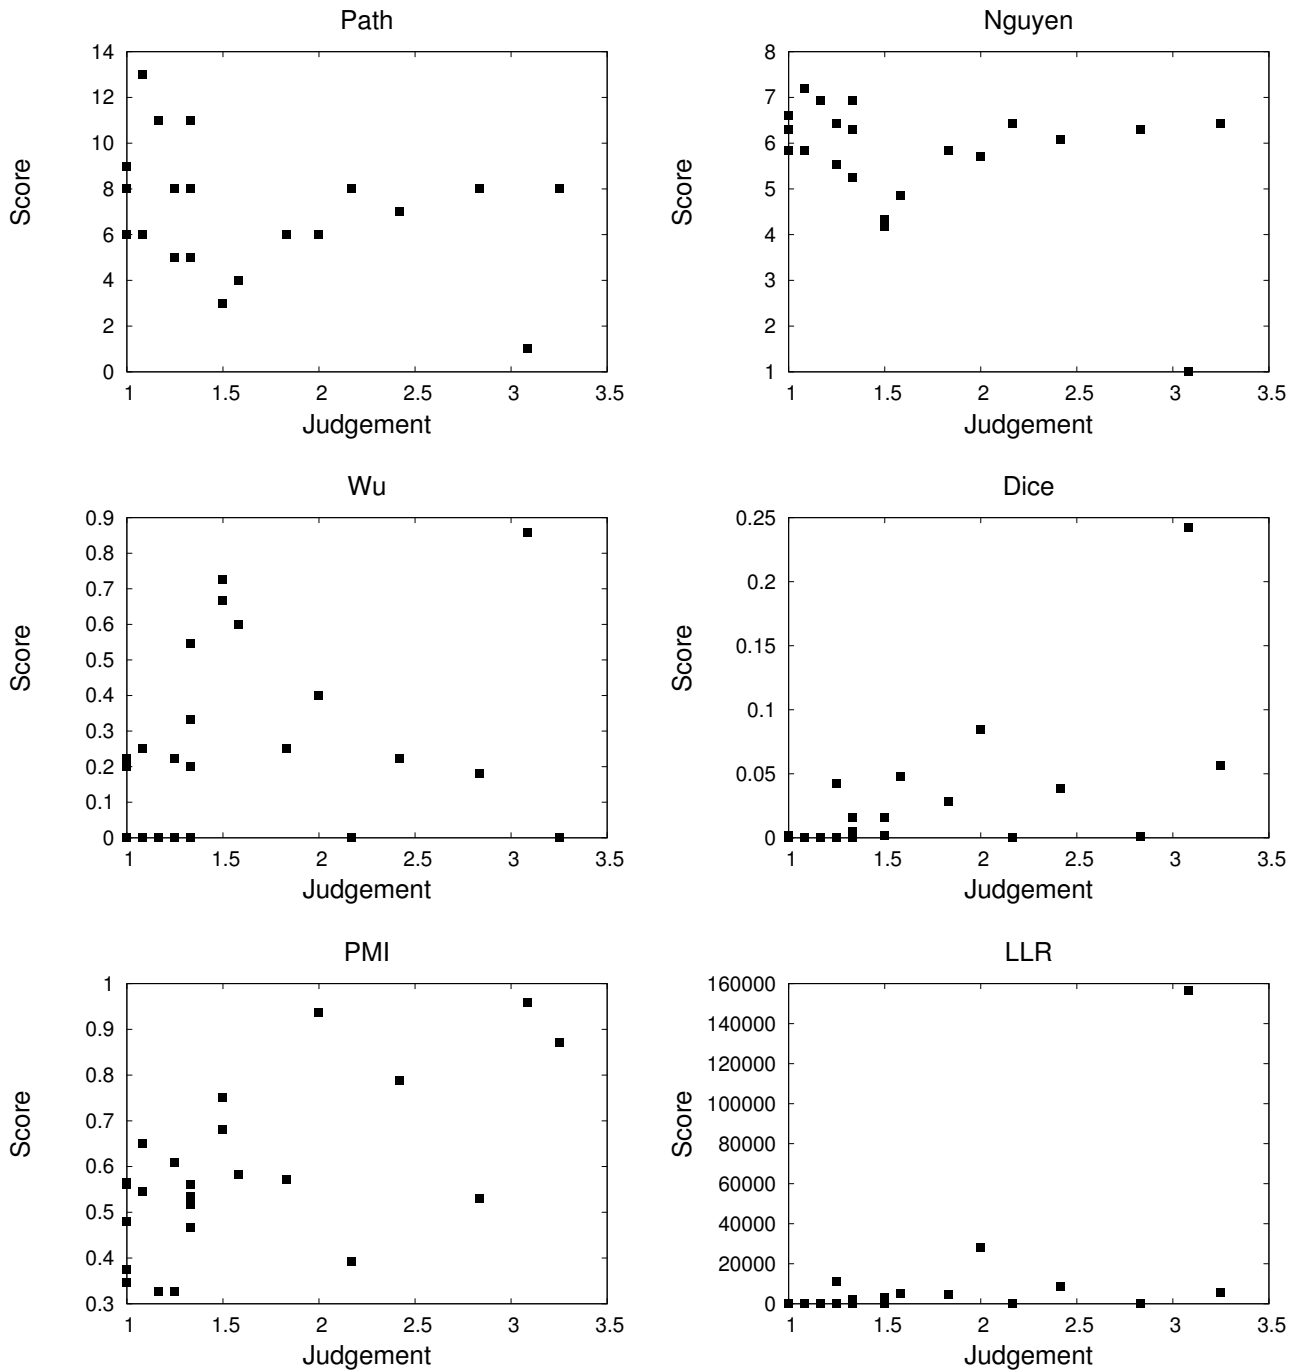 Path
14
12
10
8
6
4
2
0
Score
1 1.5 2 2.5 3 3.5
Judgement
Nguyen
8
7
6
5
4
3
2
1
Score
1 1.5 2 2.5 3 3.5
Judgement
Wu
0.9
0.8
0.7
0.6
0.5
0.4
0.3
0.2
0.1
0
Score
1 1.5 2 2.5 3 3.5
Judgement
Dice
0.25
0.2
0.15
0.1
0.05
0
Score
1 1.5 2 2.5 3 3.5
Judgement
PMI
1
0.9
0.8
0.7
0.6
0.5
0.4
0.3
Score
1 1.5 2 2.5 3 3.5
Judgement
LLR
160000
140000
120000
100000
80000
60000
40000
20000
0
Score
1 1.5 2 2.5 3 3.5
Judgement